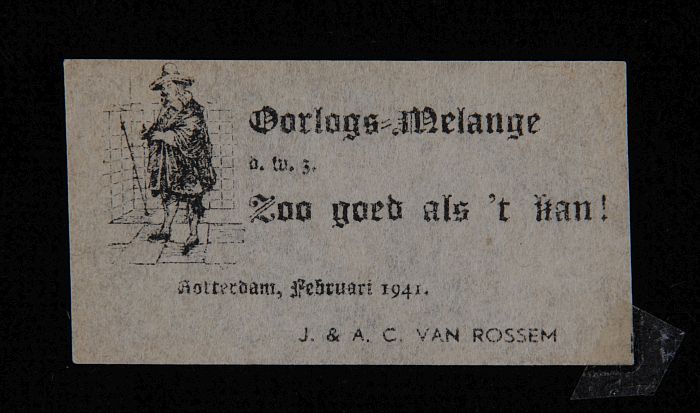 Oorlogs-Melange
d. w. z.
Zoo goed als 't kan!
Rotterdam, Februari 1941.
J. & A. C. VAN ROSSEM